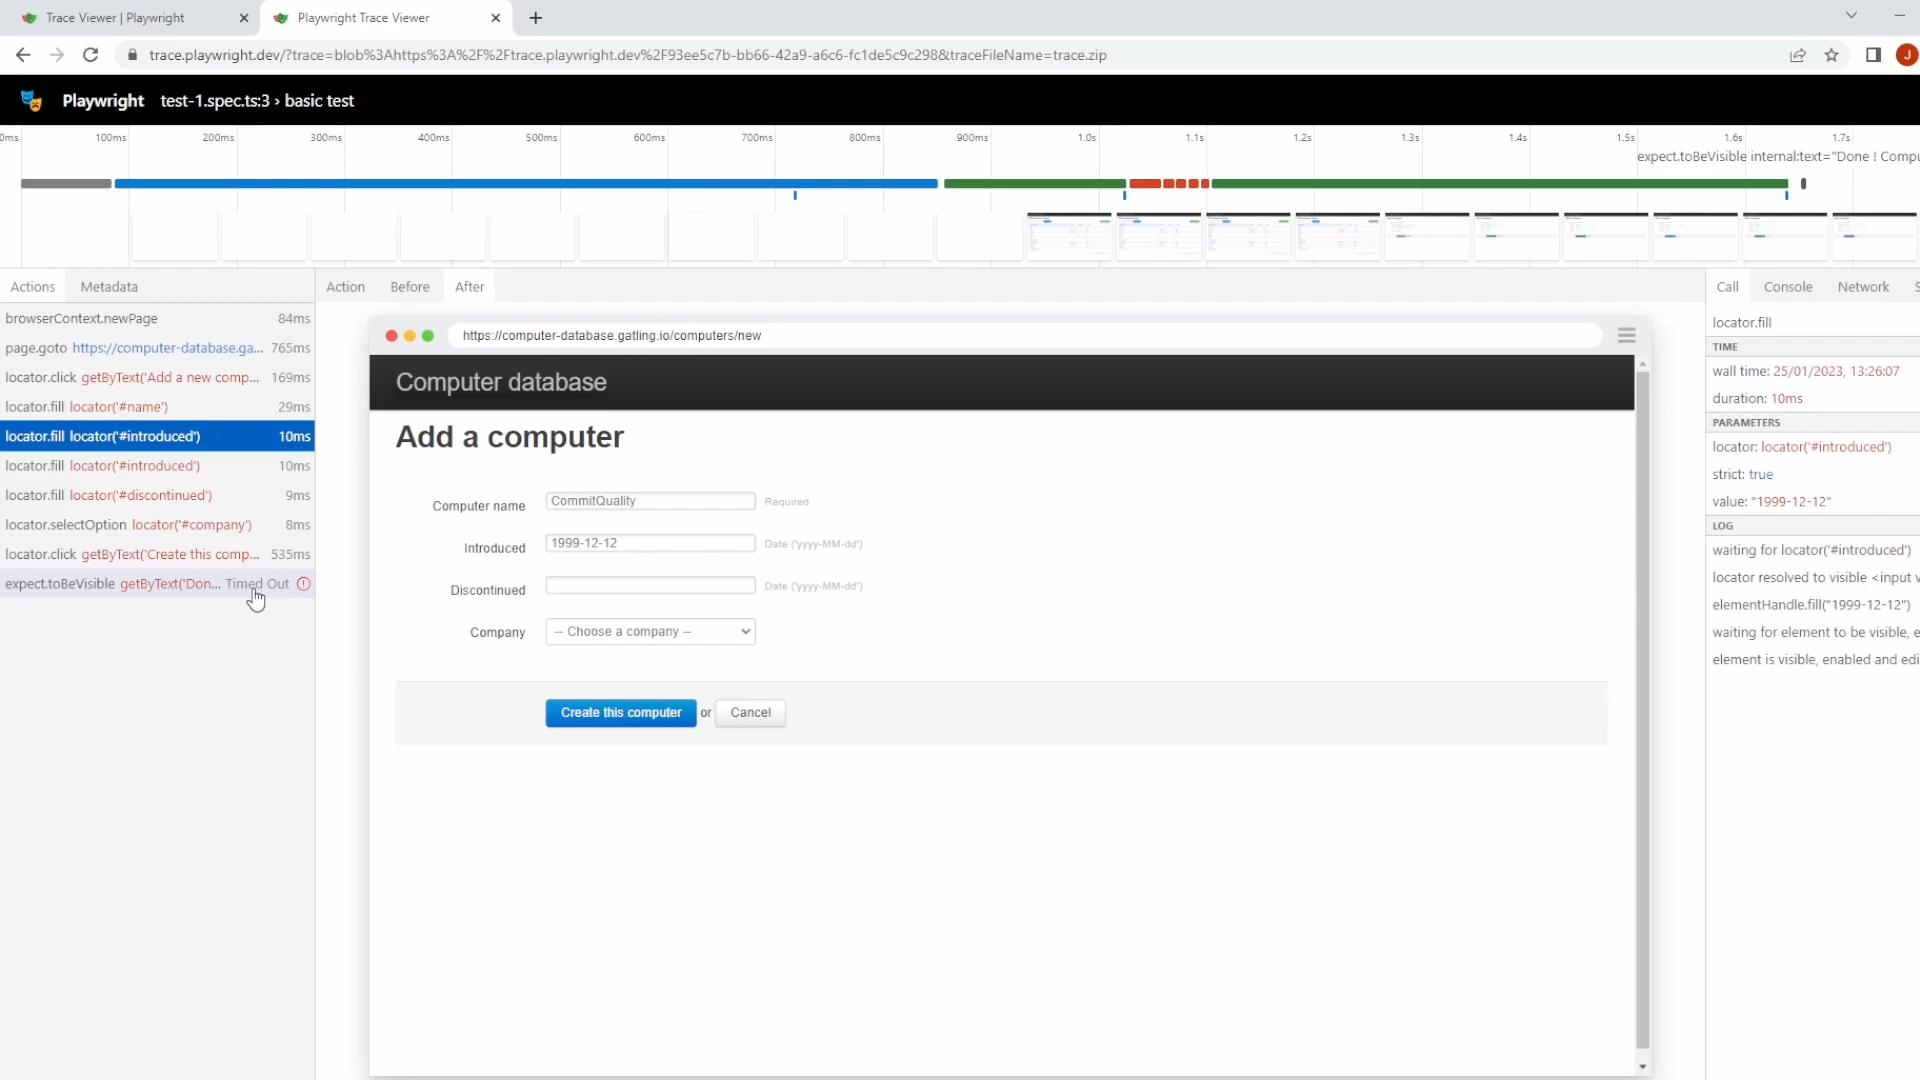 Trace Viewer | Playwright
Playwright Trace Viewer
trace.playwright.dev/?trace=blob%3Ahttps%3A%2F%2Ftrace.playwright.dev%2F93ee5c7b-bb66-42a9-a6c6-fc1de5c9c298&traceFileName=trace.zip
J
Playwright test-1.spec.ts:3 › basic test
0ms 100ms 200ms 300ms 400ms 500ms 600ms 700ms 800ms 900ms 1.0s 1.1s 1.2s 1.3s 1.4s 1.5s 1.6s 1.7s
expect.toBeVisible internal:text="Done ! Compu
Actions Metadata
browserContext.newPage 84ms
page.goto https://computer-database.ga... 765ms
locator.click getByText('Add a new comp... 169ms
locator.fill locator('#name') 29ms
locator.fill locator('#introduced') 10ms
locator.fill locator('#introduced') 10ms
locator.fill locator('#discontinued') 9ms
locator.selectOption locator('#company') 8ms
locator.click getByText('Create this comp... 535ms
expect.toBeVisible getByText('Don... Timed Out
Action Before After
https://computer-database.gatling.io/computers/new
Computer database
Add a computer
Computer name CommitQuality Required
Introduced 1999-12-12 Date ('yyyy-MM-dd')
Discontinued Date ('yyyy-MM-dd')
Company -- Choose a company --
Create this computer or Cancel
Call Console Network S
locator.fill
TIME
wall time: 25/01/2023, 13:26:07
duration: 10ms
PARAMETERS
locator: locator('#introduced')
strict: true
value: "1999-12-12"
LOG
waiting for locator('#introduced')
locator resolved to visible <input v
elementHandle.fill("1999-12-12")
waiting for element to be visible, e
element is visible, enabled and edi